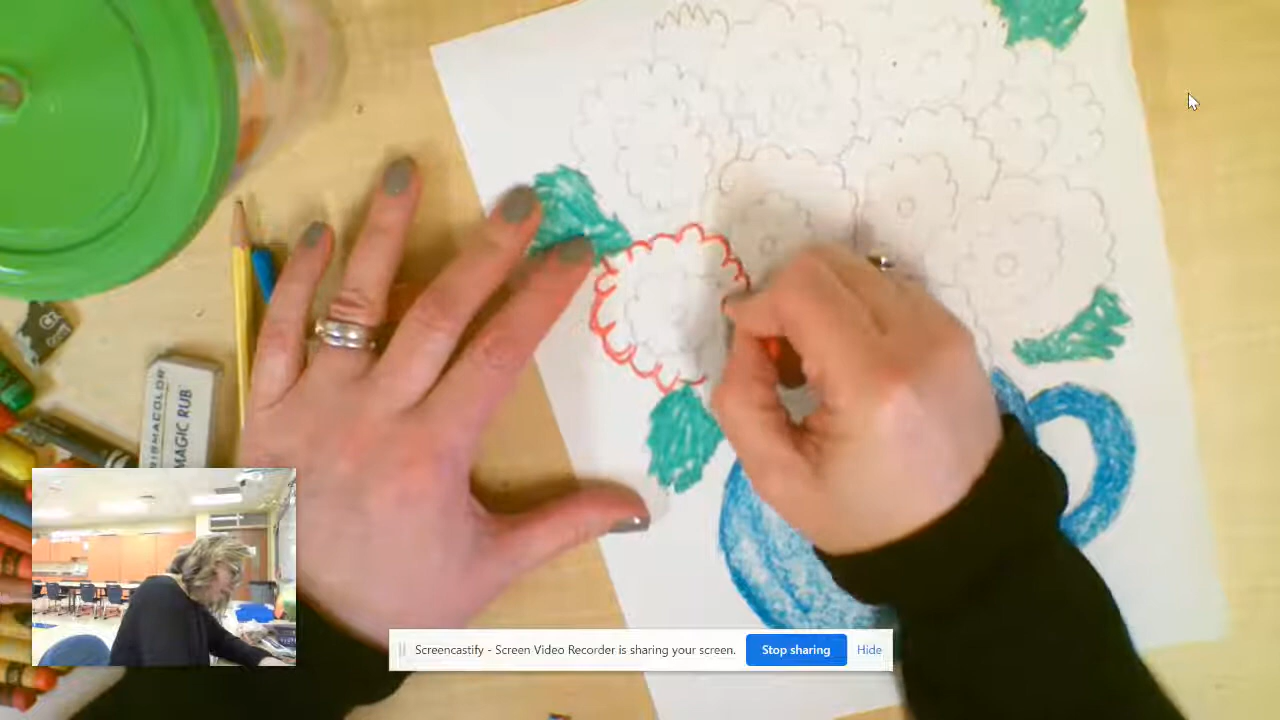 PRISMACOLOR
MAGIC RUB
Screencastify - Screen Video Recorder is sharing your screen.
Stop sharing
Hide